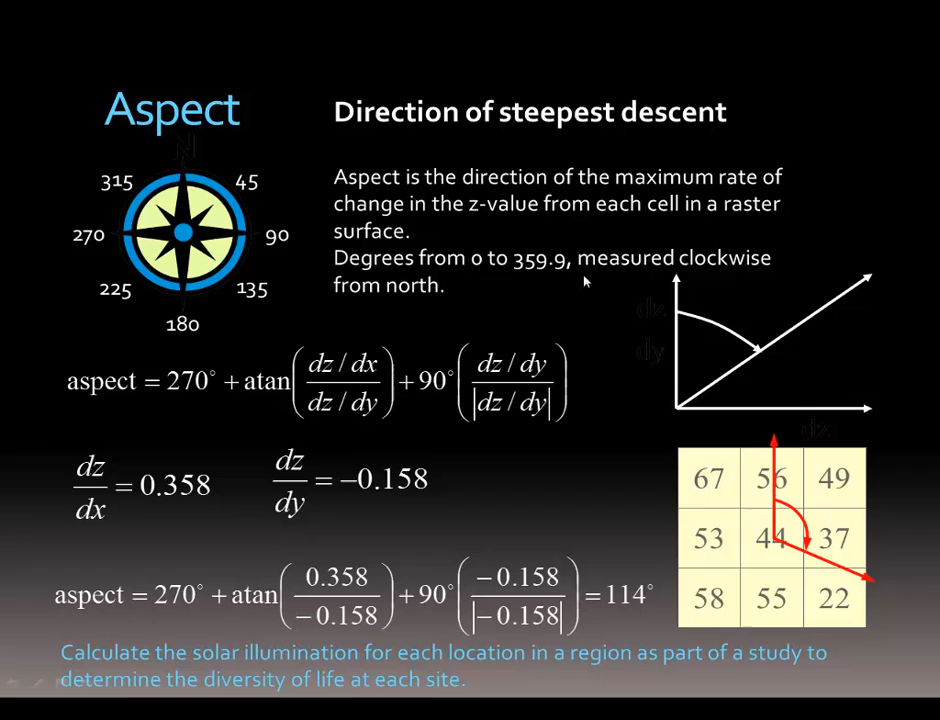 Aspect
Direction of steepest descent
N
315
45
270
90
225
135
180
Aspect is the direction of the maximum rate of
change in the z-value from each cell in a raster
surface.
Degrees from 0 to 359.9, measured clockwise
from north.
dz
dy
dz
aspect = 270° + atan( (dz / dx) / (dz / dy) ) + 90° ( (dz / dy) / |dz / dy| )
dz/dx = 0.358
dz/dy = −0.158
67 56 49
53 44 37
58 55 22
aspect = 270° + atan( 0.358 / −0.158 ) + 90° ( −0.158 / |−0.158| ) = 114°
Calculate the solar illumination for each location in a region as part of a study to
determine the diversity of life at each site.